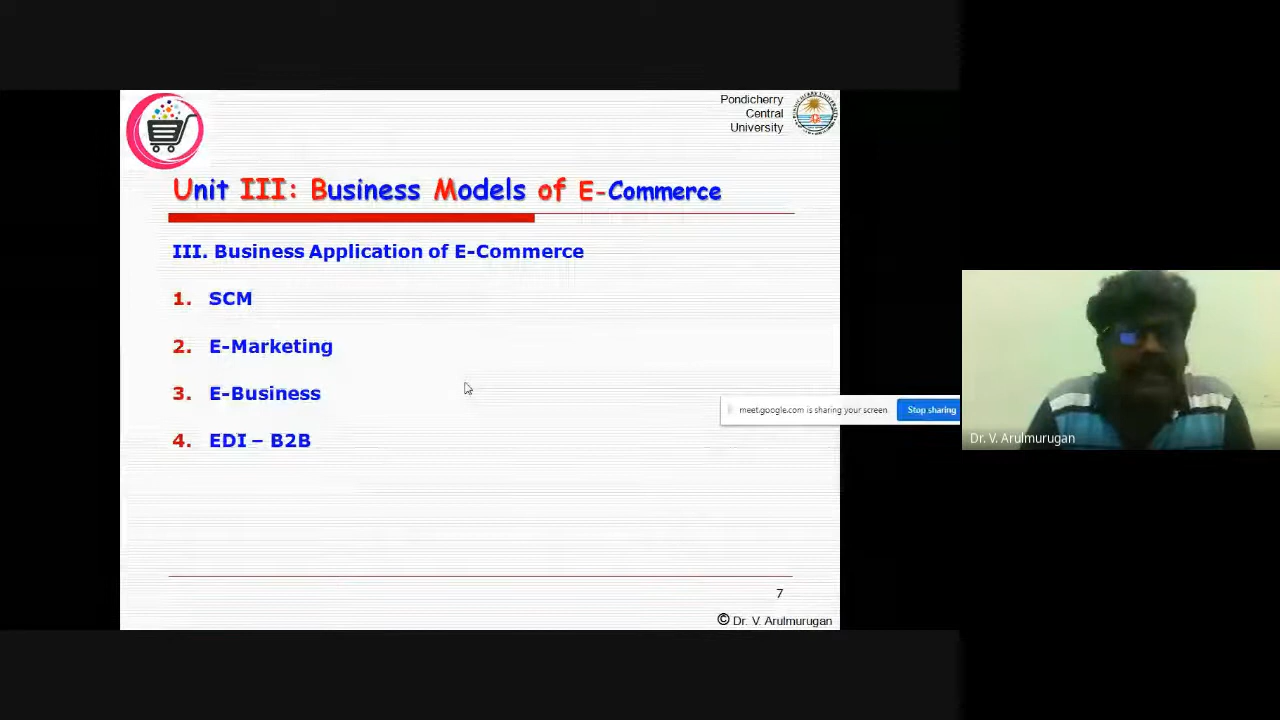 Pondicherry
Central
University
Unit III: Business Models of E-Commerce
III. Business Application of E-Commerce
1. SCM
2. E-Marketing
3. E-Business
4. EDI – B2B
meet.google.com is sharing your screen. Stop sharing
Dr. V. Arulmurugan
7
© Dr. V. Arulmurugan